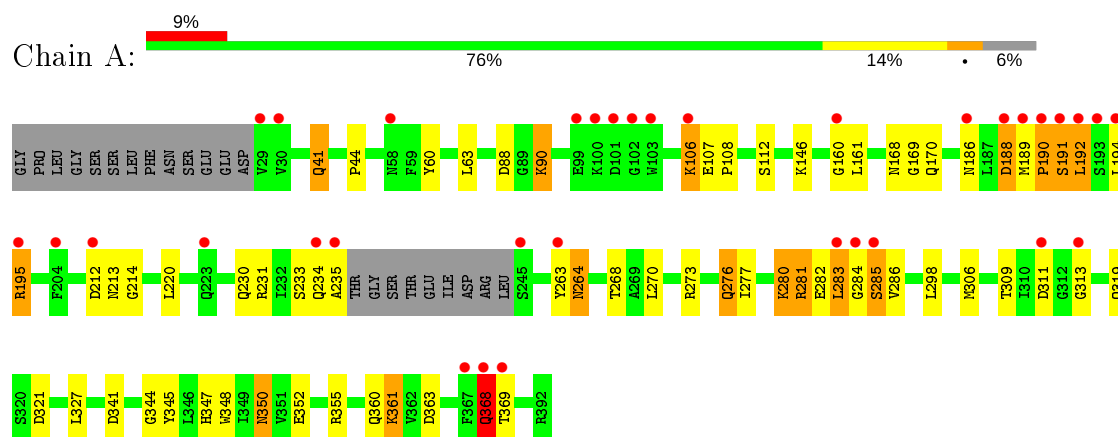 9%
Chain A:
76% 14% • 6%
GLY PRO LEU GLY SER SER LEU PHE ASN SER GLU GLU ASP V29 V30 Q41 P44 N58 F59 Y60 L63 D88 G89 K90 E99 K100 D101 G102 W103 K106 E107 P108 S112 K146 G160 L161 N168 G169 Q170 N186 L187 D188 M189 P190 S191 L192 S193 L194
R195 F204 D212 N213 G214 L220 Q223 Q230 R231 I232 S233 Q234 A235 THR GLY SER THR GLU ILE ASP ARG LEU S245 Y263 N264 T268 A269 L270 R273 Q276 I277 K280 R281 E282 L283 G284 S285 V286 L298 M306 T309 I310 D311 G312 G313
S320 D321 L327 D341 G344 Y345 L346 H347 W348 I349 N350 V351 E352 R355 Q360 K361 V362 D363 F367 Q368 T369 R392